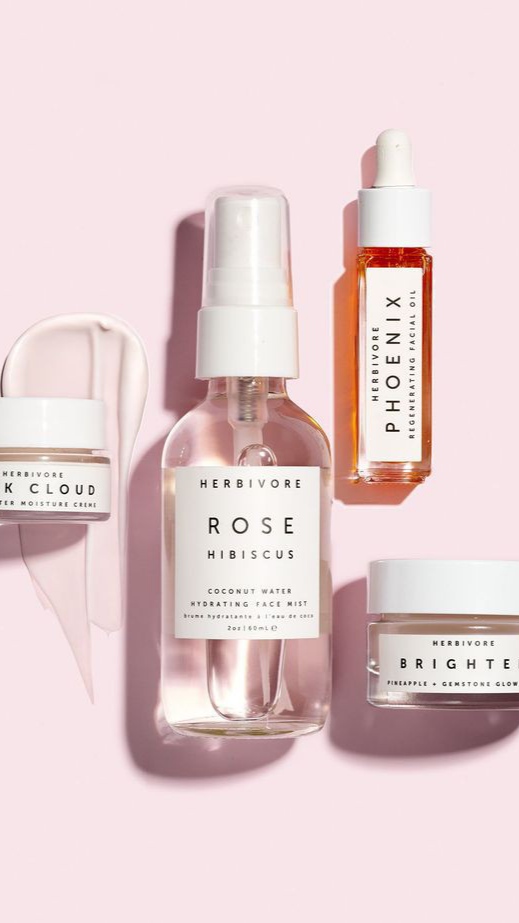 HERBIVORE
PHOENIX
REGENERATING FACIAL OIL
HERBIVORE
K CLOUD
TER MOISTURE CREME
HERBIVORE
ROSE
HIBISCUS
COCONUT WATER
HYDRATING FACE MIST
brume hydratante à l'eau de coco
2oz | 60mL ℮
HERBIVORE
BRIGHTE
PINEAPPLE + GEMSTONE GLOW